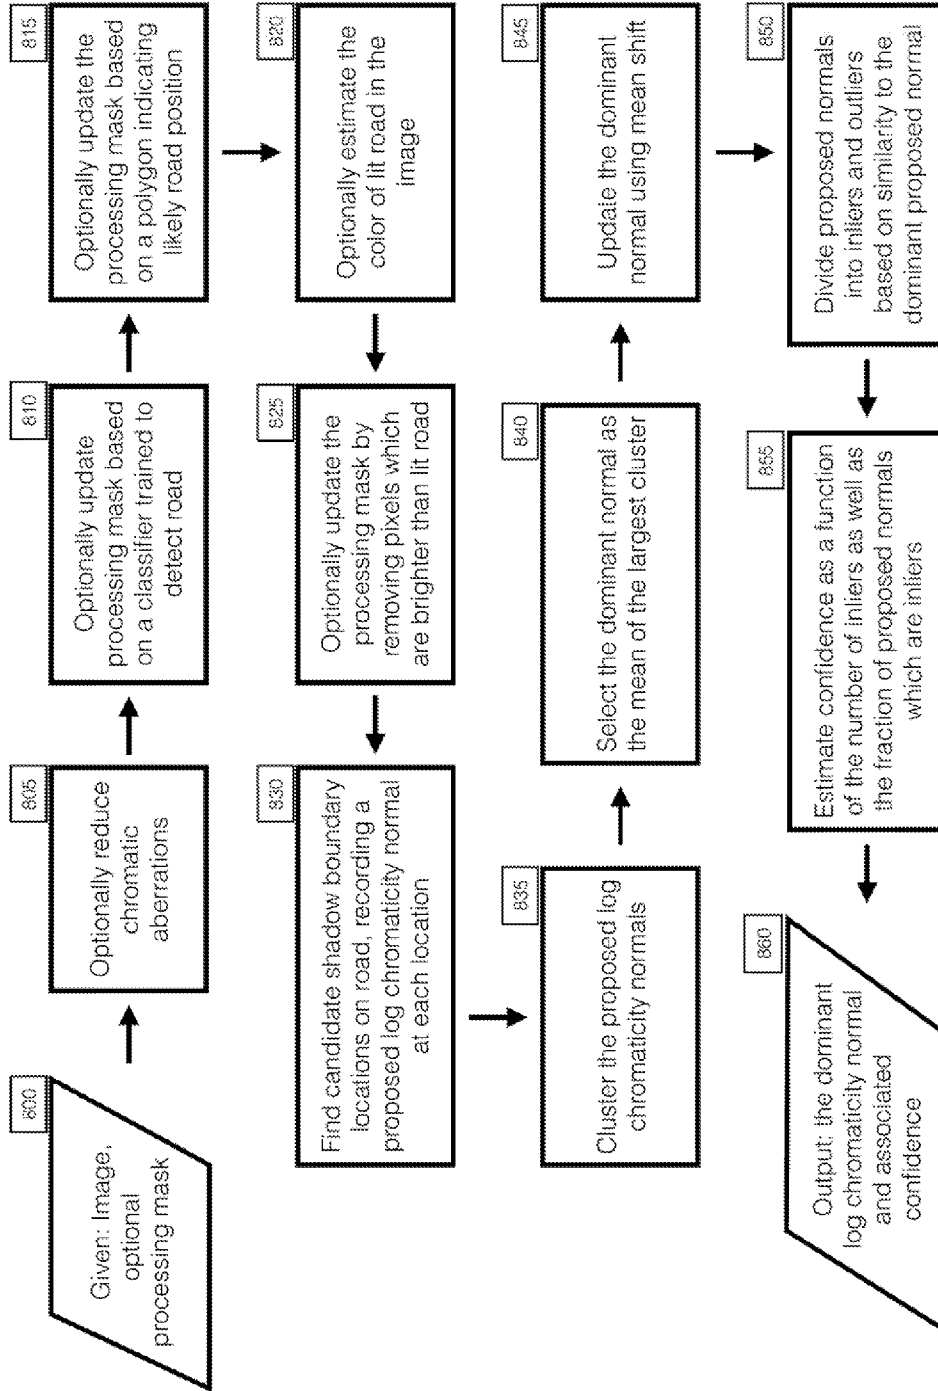 800
Given: Image,
optional
processing mask
805
Optionally reduce
chromatic
aberrations
810
Optionally update
processing mask based
on a classifier trained to
detect road
815
Optionally update the
processing mask based
on a polygon indicating
likely road position
820
Optionally estimate the
color of lit road in the
image
825
Optionally update the
processing mask by
removing pixels which
are brighter than lit road
830
Find candidate shadow boundary
locations on road, recording a
proposed log chromaticity normal
at each location
835
Cluster the proposed log
chromaticity normals
840
Select the dominant normal as
the mean of the largest cluster
845
Update the dominant
normal using mean shift
850
Divide proposed normals
into inliers and outliers
based on similarity to the
dominant proposed normal
855
Estimate confidence as a function
of the number of inliers as well as
the fraction of proposed normals
which are inliers
860
Output: the dominant
log chromaticity normal
and associated
confidence